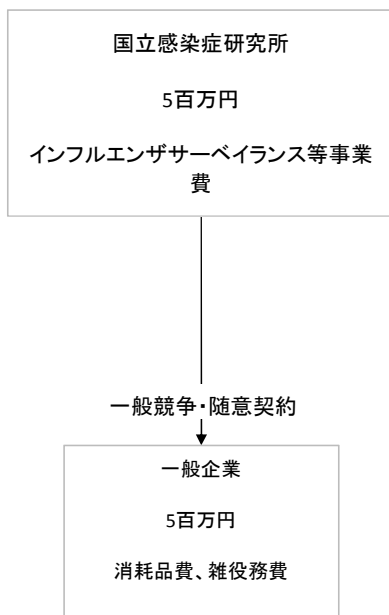 国立感染症研究所
5百万円
インフルエンザサーベイランス等事業
費
一般競争・随意契約
一般企業
5百万円
消耗品費、雑役務費